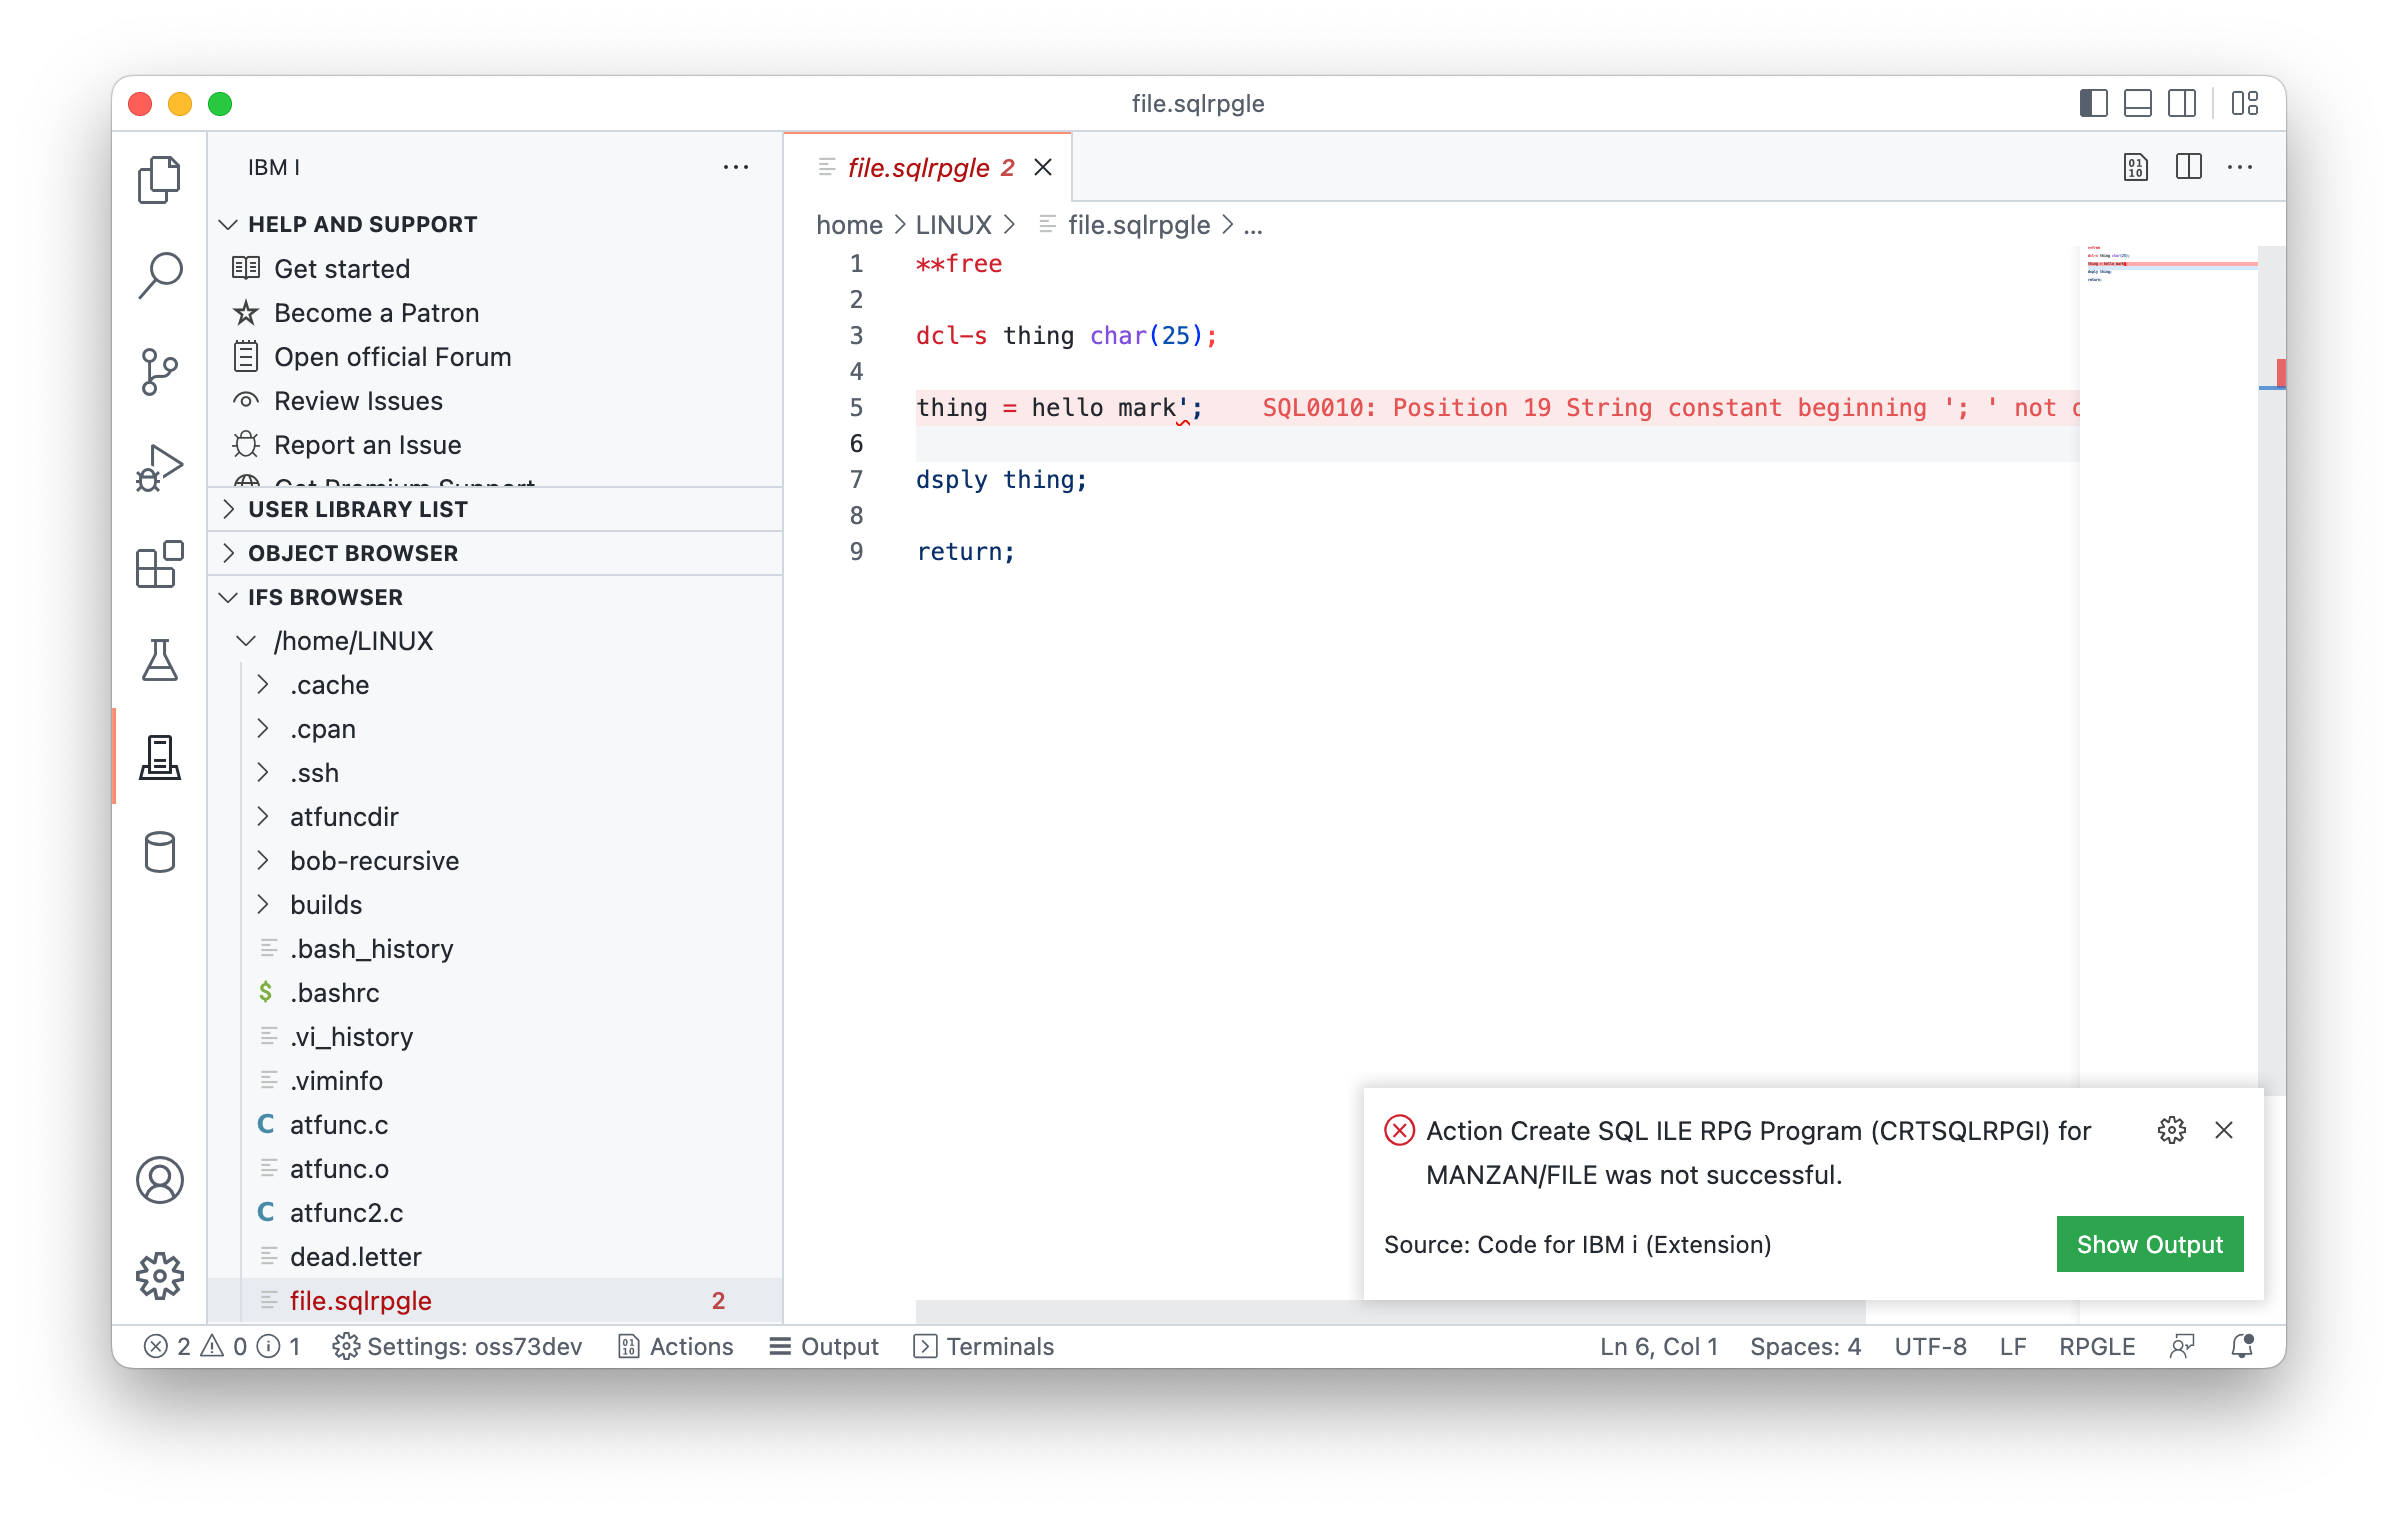 file.sqlrpgle
IBM I
HELP AND SUPPORT
Get started
Become a Patron
Open official Forum
Review Issues
Report an Issue
Get Premium Support
USER LIBRARY LIST
OBJECT BROWSER
IFS BROWSER
/home/LINUX
.cache
.cpan
.ssh
atfuncdir
bob-recursive
builds
.bash_history
$ .bashrc
.vi_history
.viminfo
C atfunc.c
atfunc.o
C atfunc2.c
dead.letter
file.sqlrpgle 2
file.sqlrpgle 2
home > LINUX > file.sqlrpgle > ...
1 **free
2
3 dcl-s thing char(25);
4
5 thing = hello mark'; SQL0010: Position 19 String constant beginning '; ' not
6
7 dsply thing;
8
9 return;
Action Create SQL ILE RPG Program (CRTSQLRPGI) for
MANZAN/FILE was not successful.
Source: Code for IBM i (Extension)
Show Output
2 0 1 Settings: oss73dev Actions Output Terminals Ln 6, Col 1 Spaces: 4 UTF-8 LF RPGLE